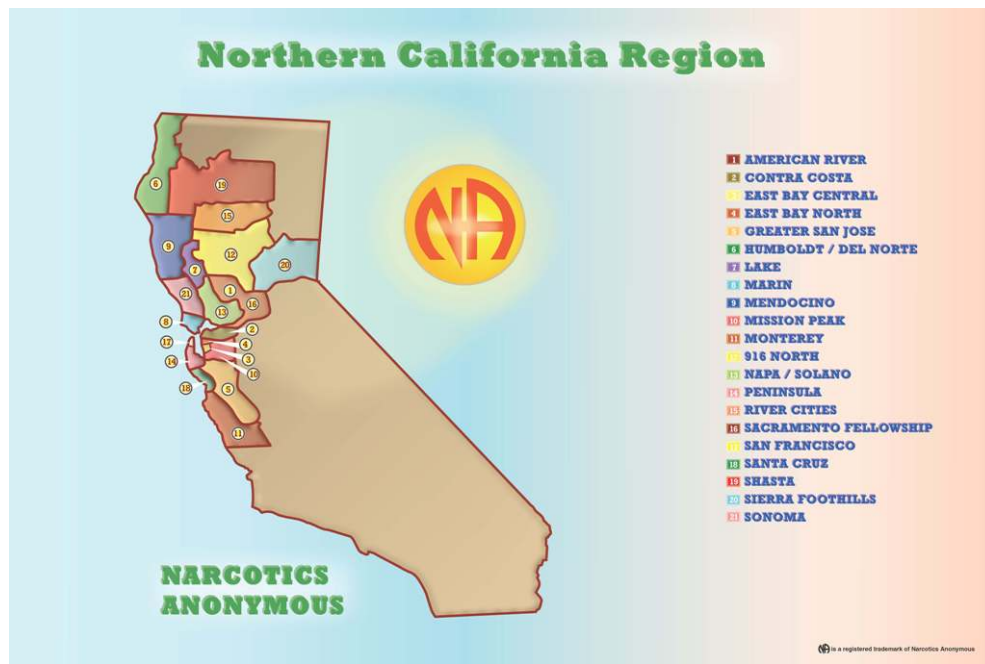 Northern California Region
NA
1 AMERICAN RIVER
2 CONTRA COSTA
3 EAST BAY CENTRAL
4 EAST BAY NORTH
5 GREATER SAN JOSE
6 HUMBOLDT / DEL NORTE
7 LAKE
8 MARIN
9 MENDOCINO
10 MISSION PEAK
11 MONTEREY
12 916 NORTH
13 NAPA / SOLANO
14 PENINSULA
15 RIVER CITIES
16 SACRAMENTO FELLOWSHIP
17 SAN FRANCISCO
18 SANTA CRUZ
19 SHASTA
20 SIERRA FOOTHILLS
21 SONOMA
6
19
15
9
12
7
20
21
1
13
16
8
2
17
4
3
14
10
18
5
11
NARCOTICS
ANONYMOUS
NA is a registered trademark of Narcotics Anonymous